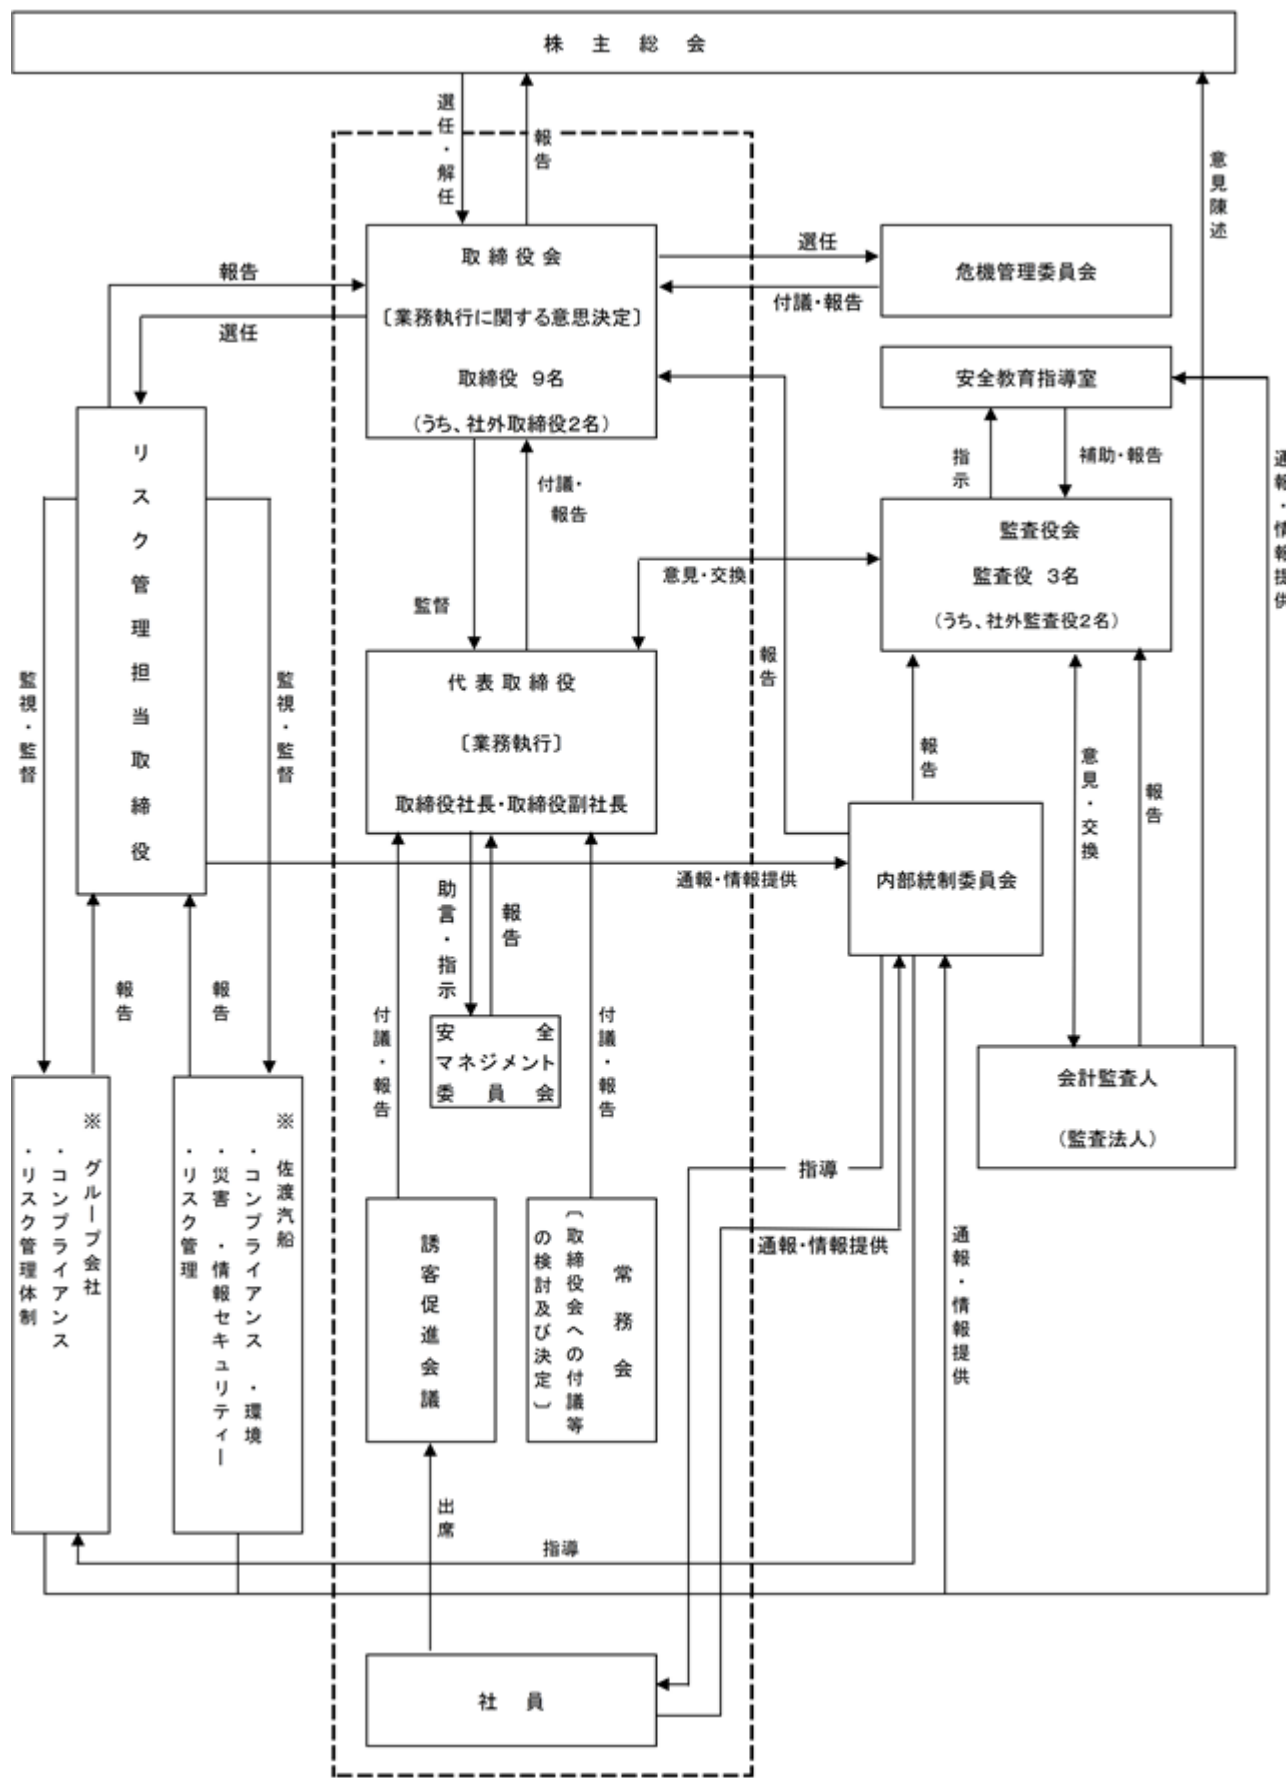 株 主 総 会
選任・解任
報告
意見陳述
取 締 役 会
〔業務執行に関する意思決定〕
取締役 9名
(うち、社外取締役2名)
報告
選任
選任
付議・報告
危機管理委員会
安全教育指導室
指示
補助・報告
通報・情報提供
監査役会
監査役 3名
(うち、社外監査役2名)
リスク管理担当取締役
監視・監督
監視・監督
付議・
報告
監督
意見・交換
報告
代 表 取 締 役
〔業務執行〕
取締役社長・取締役副社長
報告
意見・交換
報告
通報・情報提供
内部統制委員会
助言・指示
報告
報告
報告
付議・報告
付議・報告
安 全
マネジメント
委 員 会
会計監査人
(監査法人)
※ グループ会社
・コンプライアンス
・リスク管理体制
※ 佐渡汽船
・コンプライアンス ・環境
・災害 ・情報セキュリティー
・リスク管理
誘客促進会議
常 務 会
〔取締役会への付議等
の検討及び決定〕
指導
通報・情報提供
通報・情報提供
出席
指導
社 員